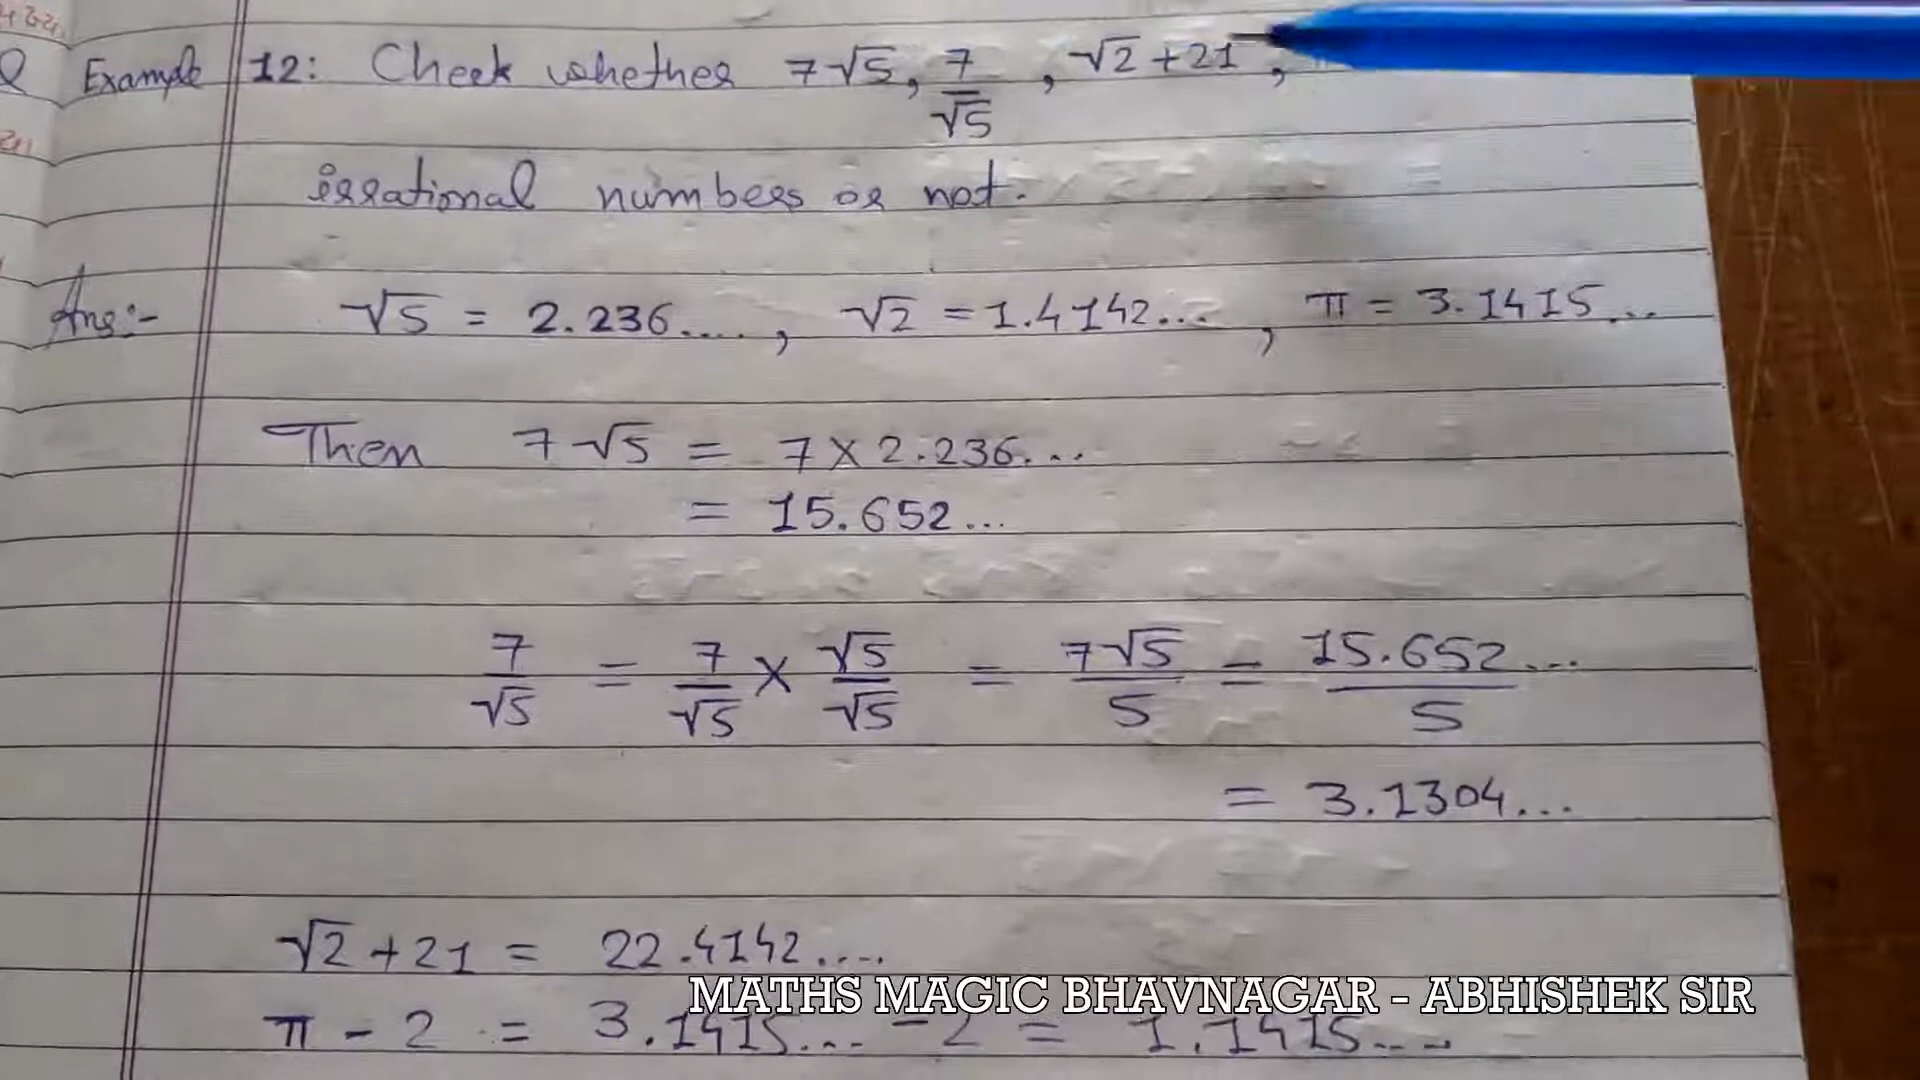 Q Example 12: Check whether 7√5, 7/√5, √2+21,
irrational numbers or not.
Ans:- √5 = 2.236...., √2 = 1.4142..., π = 3.1415...
Then 7√5 = 7×2.236...
= 15.652...
7/√5 = 7/√5 × √5/√5 = 7√5/5 = 15.652.../5
= 3.1304...
√2+21 = 22.4142....
MATHS MAGIC BHAVNAGAR - ABHISHEK SIR
π - 2 = 3.1415... - 2 = 1.1415....